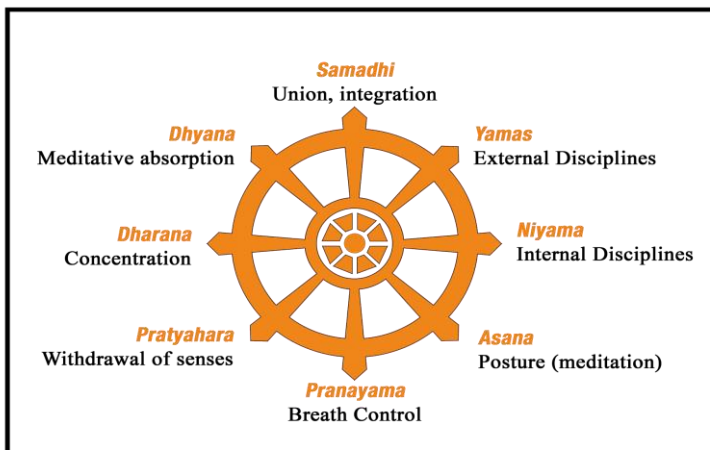 Samadhi
Union, integration
Yamas
External Disciplines
Niyama
Internal Disciplines
Asana
Posture (meditation)
Pranayama
Breath Control
Pratyahara
Withdrawal of senses
Dharana
Concentration
Dhyana
Meditative absorption